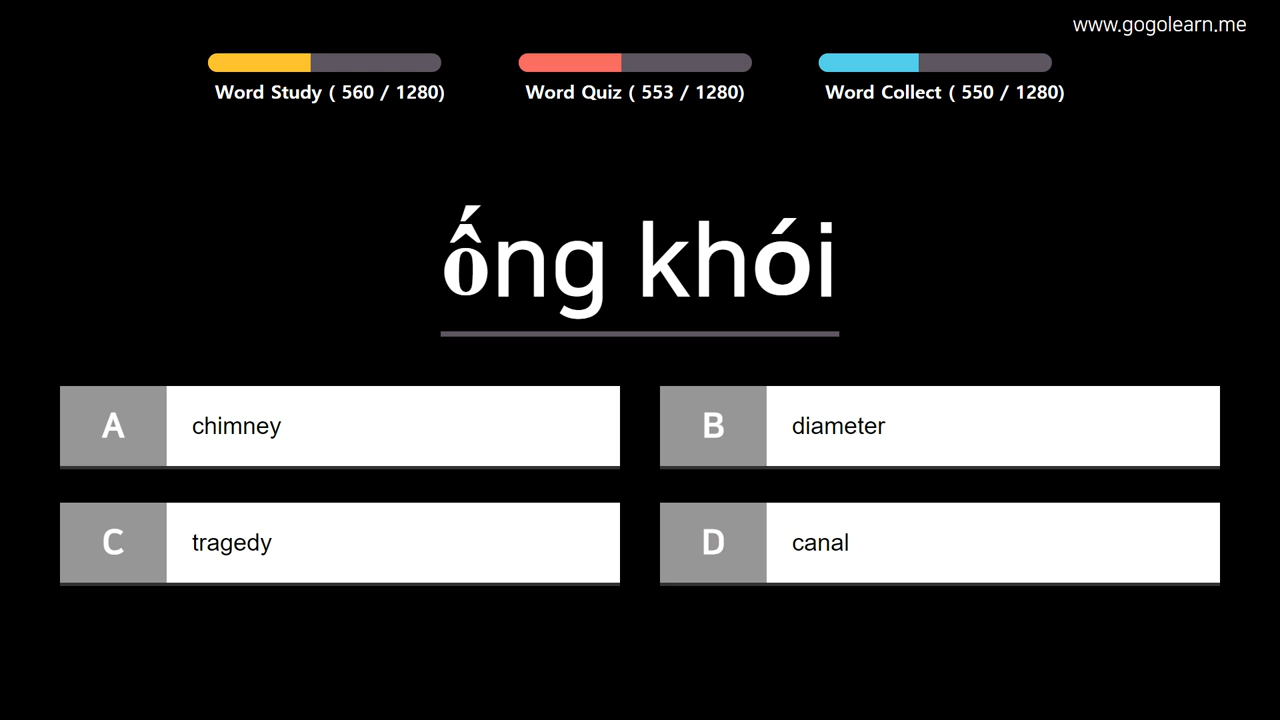 www.gogolearn.me
Word Study ( 560 / 1280)
Word Quiz ( 553 / 1280)
Word Collect ( 550 / 1280)
ống khói
A chimney
B diameter
C tragedy
D canal